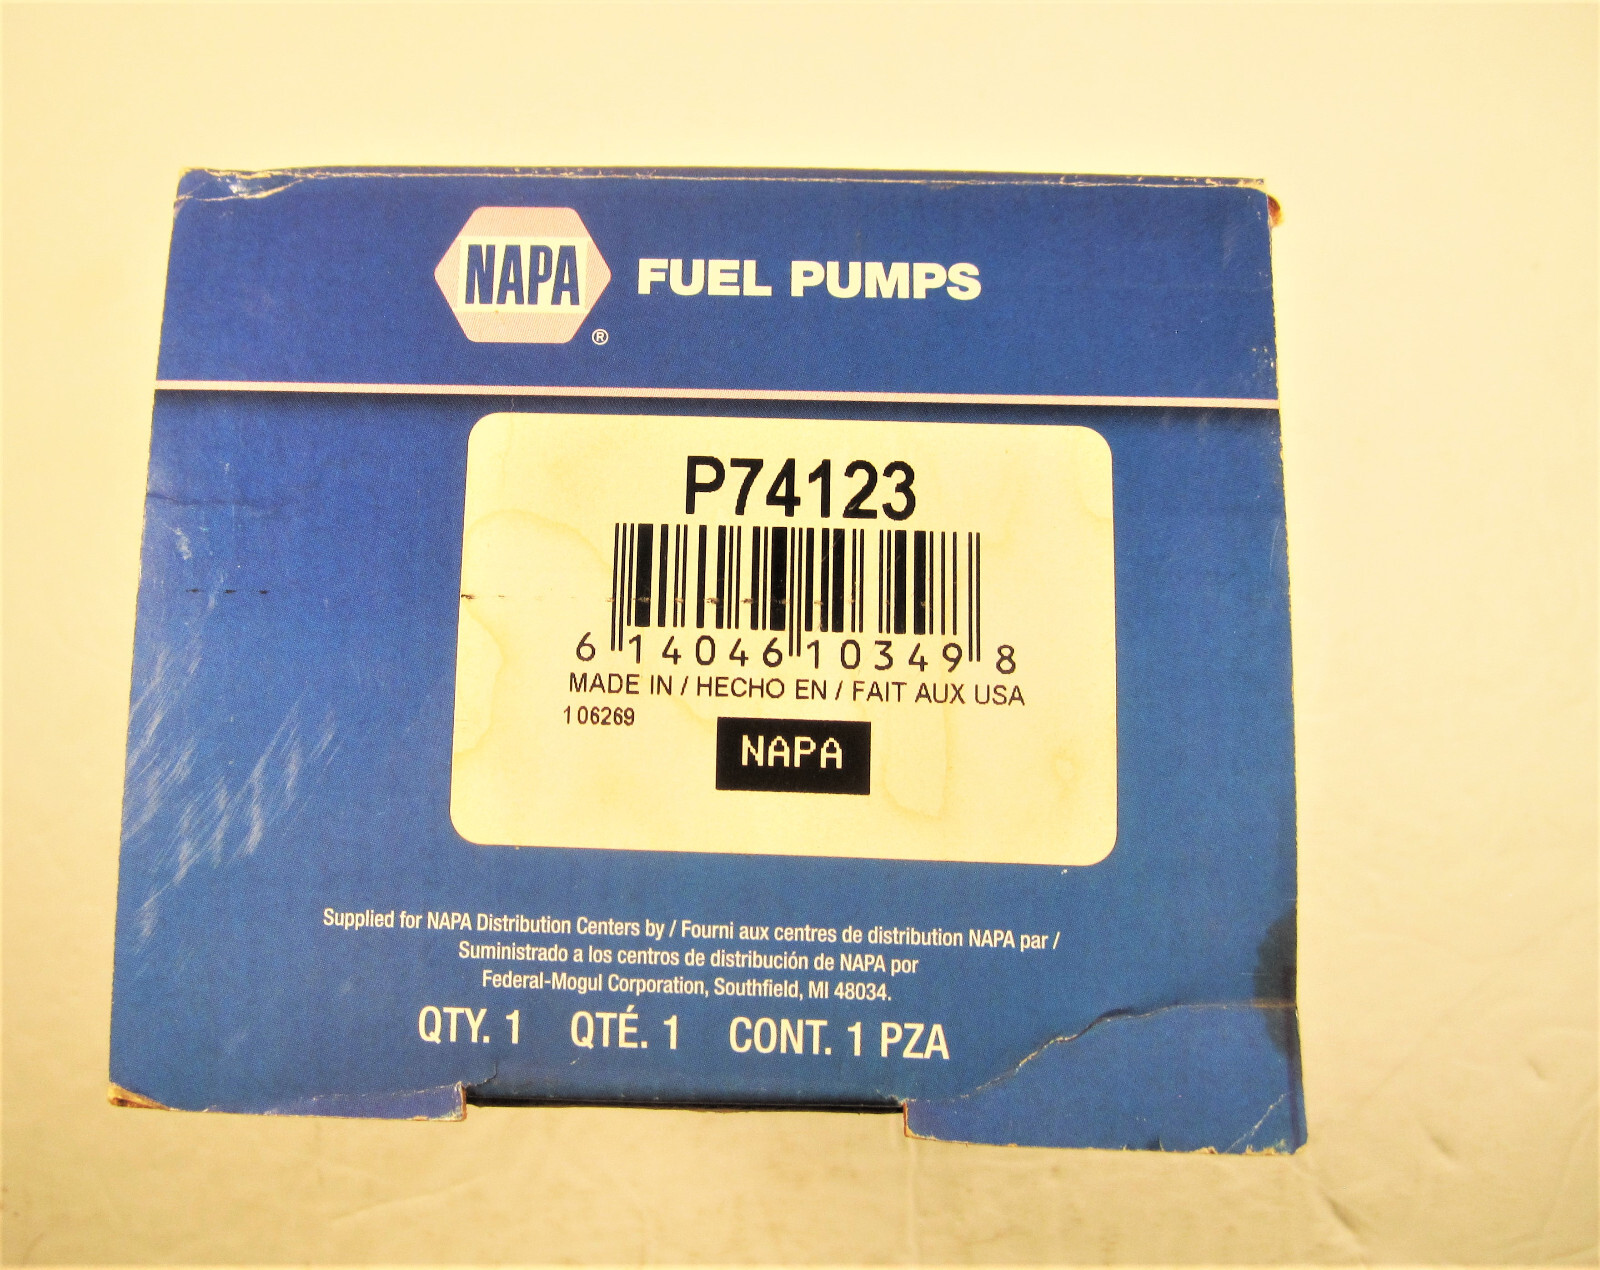 NAPA ® FUEL PUMPS
P74123
6 14046 10349 8
MADE IN / HECHO EN / FAIT AUX USA
106269
NAPA
Supplied for NAPA Distribution Centers by / Fourni aux centres de distribution NAPA par /
Suministrado a los centros de distribución de NAPA por
Federal-Mogul Corporation, Southfield, MI 48034.
QTY. 1 QTÉ. 1 CONT. 1 PZA